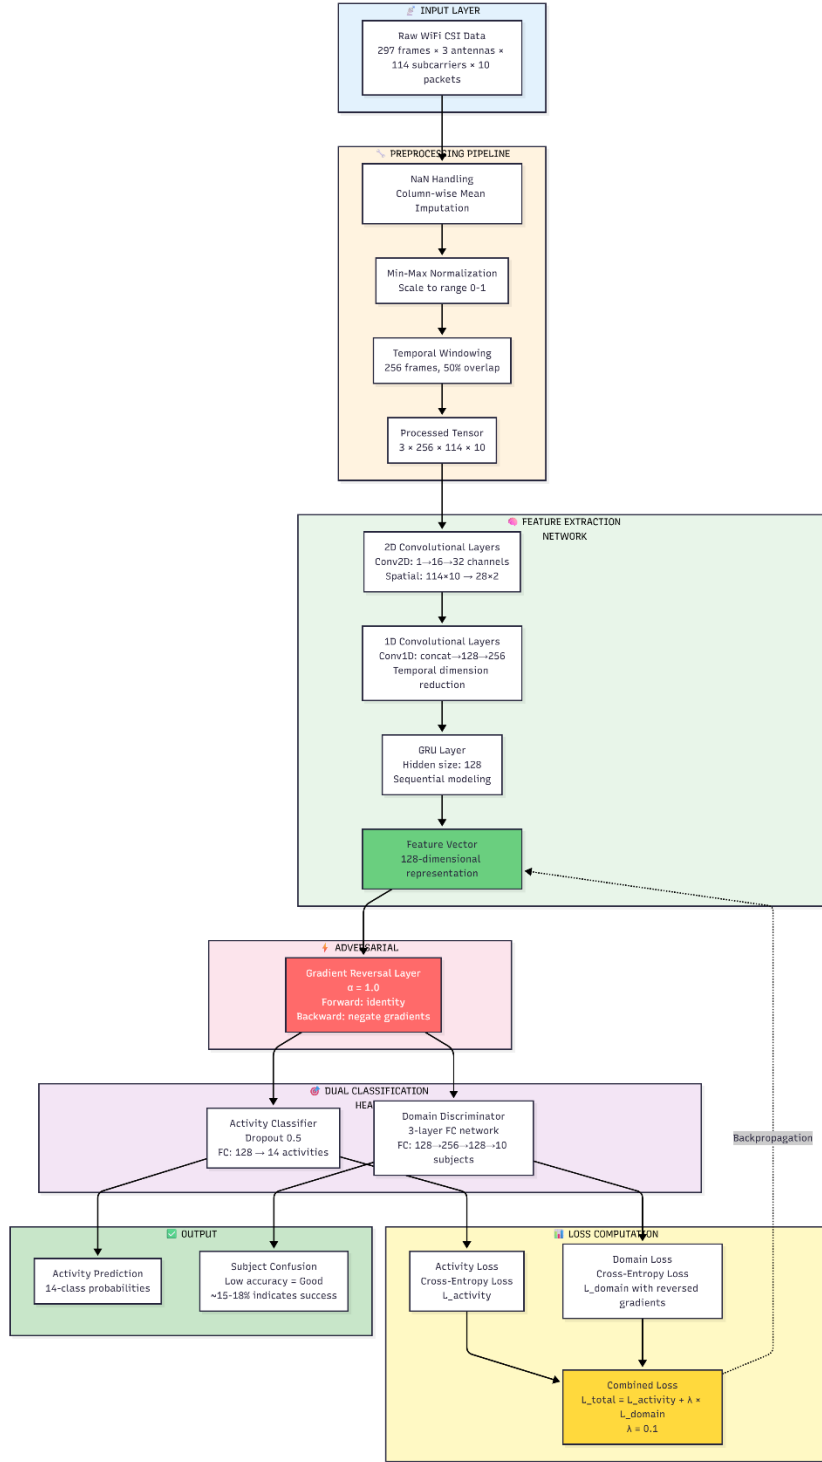 INPUT LAYER
Raw WiFi CSI Data
297 frames × 3 antennas ×
114 subcarriers × 10
packets
PREPROCESSING PIPELINE
NaN Handling
Column-wise Mean
Imputation
Min-Max Normalization
Scale to range 0-1
Temporal Windowing
256 frames, 50% overlap
Processed Tensor
3 × 256 × 114 × 10
FEATURE EXTRACTION
NETWORK
2D Convolutional Layers
Conv2D: 1→16→32 channels
Spatial: 114×10 → 28×2
1D Convolutional Layers
Conv1D: concat→128→256
Temporal dimension
reduction
GRU Layer
Hidden size: 128
Sequential modeling
Feature Vector
128-dimensional
representation
ADVERSARIAL
Gradient Reversal Layer
α = 1.0
Forward: identity
Backward: negate gradients
DUAL CLASSIFICATION
Activity Classifier
Dropout 0.5
FC: 128 → 14 activities
Domain Discriminator
3-layer FC network
FC: 128→256→128→10
subjects
Backpropagation
OUTPUT
Activity Prediction
14-class probabilities
Subject Confusion
Low accuracy = Good
~15-18% indicates success
LOSS COMPUTATION
Activity Loss
Cross-Entropy Loss
L_activity
Domain Loss
Cross-Entropy Loss
L_domain with reversed
gradients
Combined Loss
L_total = L_activity + λ ×
L_domain
λ = 0.1